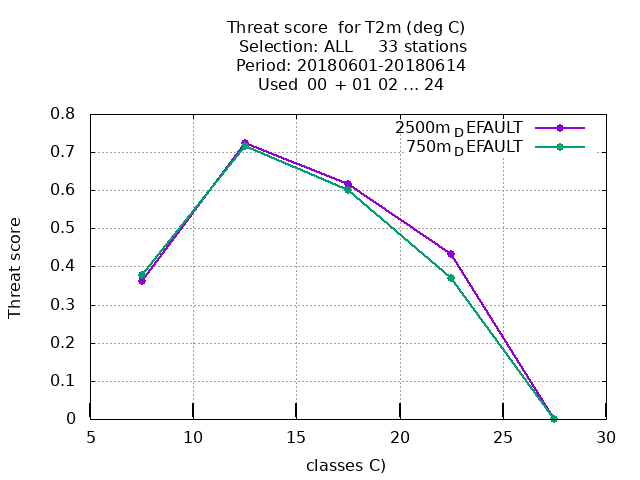 Threat score  for T2m (deg C)
Selection: ALL     33 stations
Period: 20180601-20180614
Used  00  + 01 02 ... 24
2500m_DEFAULT
750m_DEFAULT
Threat score
0.8
0.7
0.6
0.5
0.4
0.3
0.2
0.1
0
5 10 15 20 25 30
classes C)